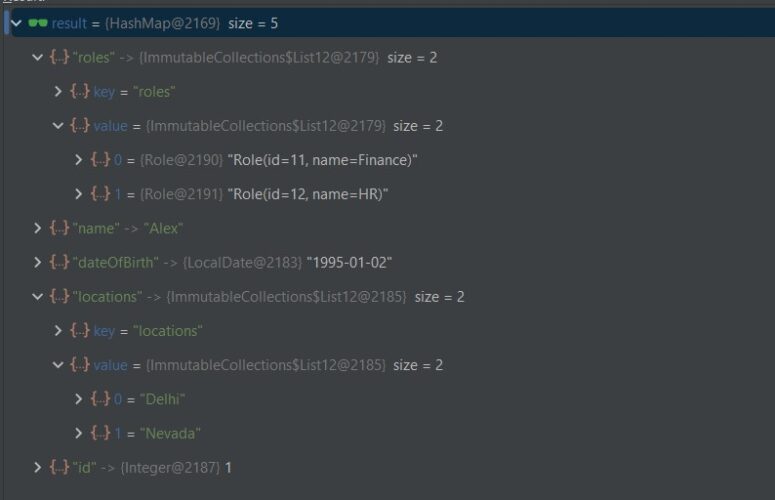 result = {HashMap@2169} size = 5
{...} "roles" -> {ImmutableCollections$List12@2179} size = 2
{...} key = "roles"
{...} value = {ImmutableCollections$List12@2179} size = 2
{...} 0 = {Role@2190} "Role(id=11, name=Finance)"
{...} 1 = {Role@2191} "Role(id=12, name=HR)"
{...} "name" -> "Alex"
{...} "dateOfBirth" -> {LocalDate@2183} "1995-01-02"
{...} "locations" -> {ImmutableCollections$List12@2185} size = 2
{...} key = "locations"
{...} value = {ImmutableCollections$List12@2185} size = 2
{...} 0 = "Delhi"
{...} 1 = "Nevada"
{...} "id" -> {Integer@2187} 1